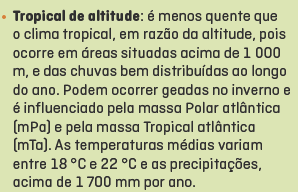 • Tropical de altitude: é menos quente que
o clima tropical, em razão da altitude, pois
ocorre em áreas situadas acima de 1 000
m, e das chuvas bem distribuídas ao longo
do ano. Podem ocorrer geadas no inverno e
é influenciado pela massa Polar atlântica
(mPa) e pela massa Tropical atlântica
(mTa). As temperaturas médias variam
entre 18 °C e 22 °C e as precipitações,
acima de 1 700 mm por ano.